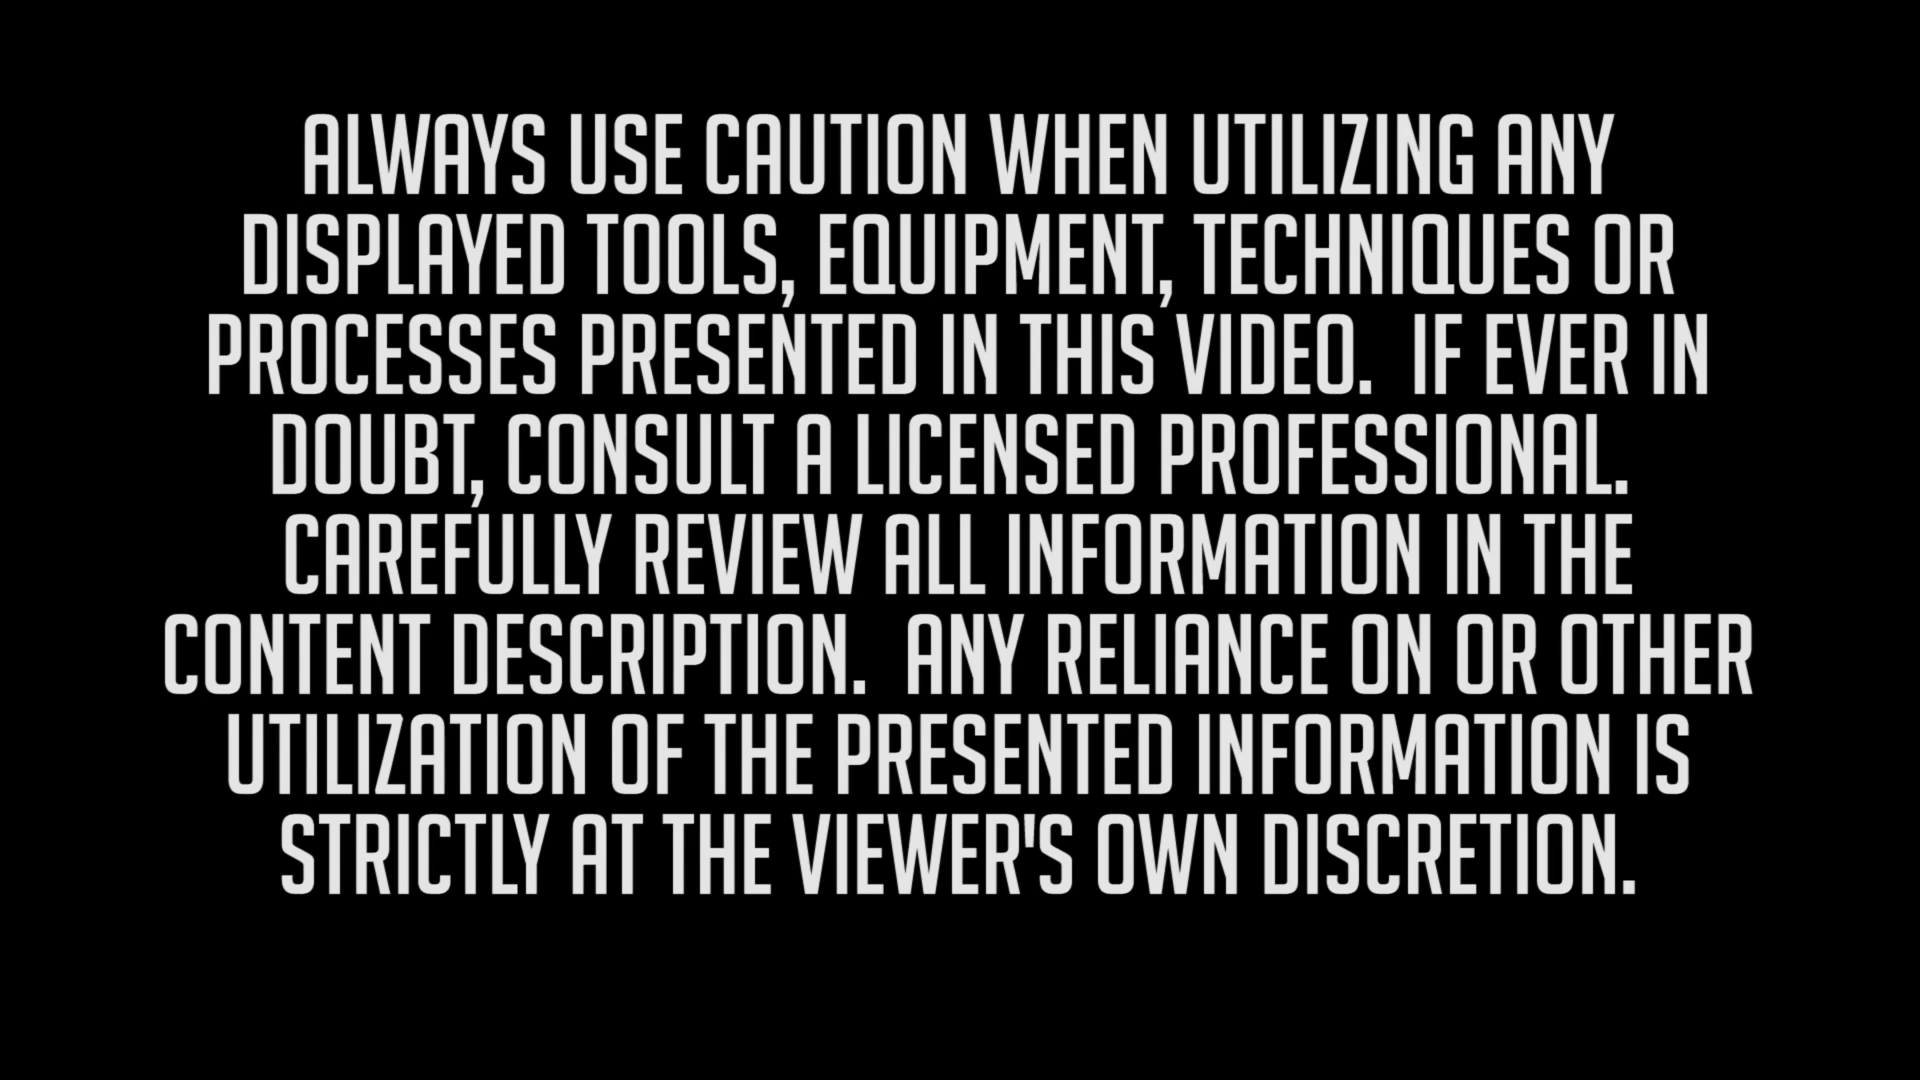 ALWAYS USE CAUTION WHEN UTILIZING ANY
DISPLAYED TOOLS, EQUIPMENT, TECHNIQUES OR
PROCESSES PRESENTED IN THIS VIDEO.  IF EVER IN
DOUBT, CONSULT A LICENSED PROFESSIONAL.
CAREFULLY REVIEW ALL INFORMATION IN THE
CONTENT DESCRIPTION.  ANY RELIANCE ON OR OTHER
UTILIZATION OF THE PRESENTED INFORMATION IS
STRICTLY AT THE VIEWER'S OWN DISCRETION.